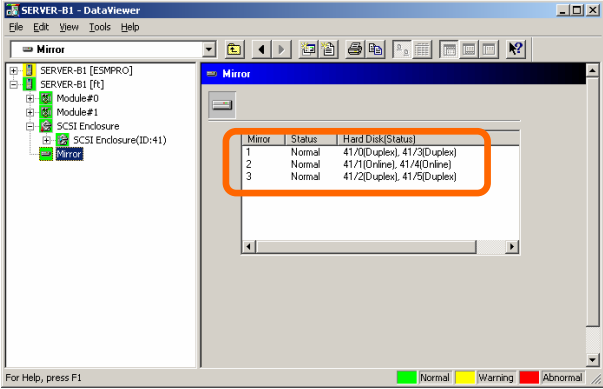 SERVER-B1 - DataViewer
File Edit View Tools Help
Mirror
SERVER-B1 [ESMPRO]
SERVER-B1 [ft]
Module#0
Module#1
SCSI Enclosure
SCSI Enclosure(ID:41)
Mirror
Mirror
Mirror Status Hard Disk(Status)
1 Normal 41/0(Duplex), 41/3(Duplex)
2 Normal 41/1(Online), 41/4(Online)
3 Normal 41/2(Duplex), 41/5(Duplex)
For Help, press F1
Normal Warning Abnormal